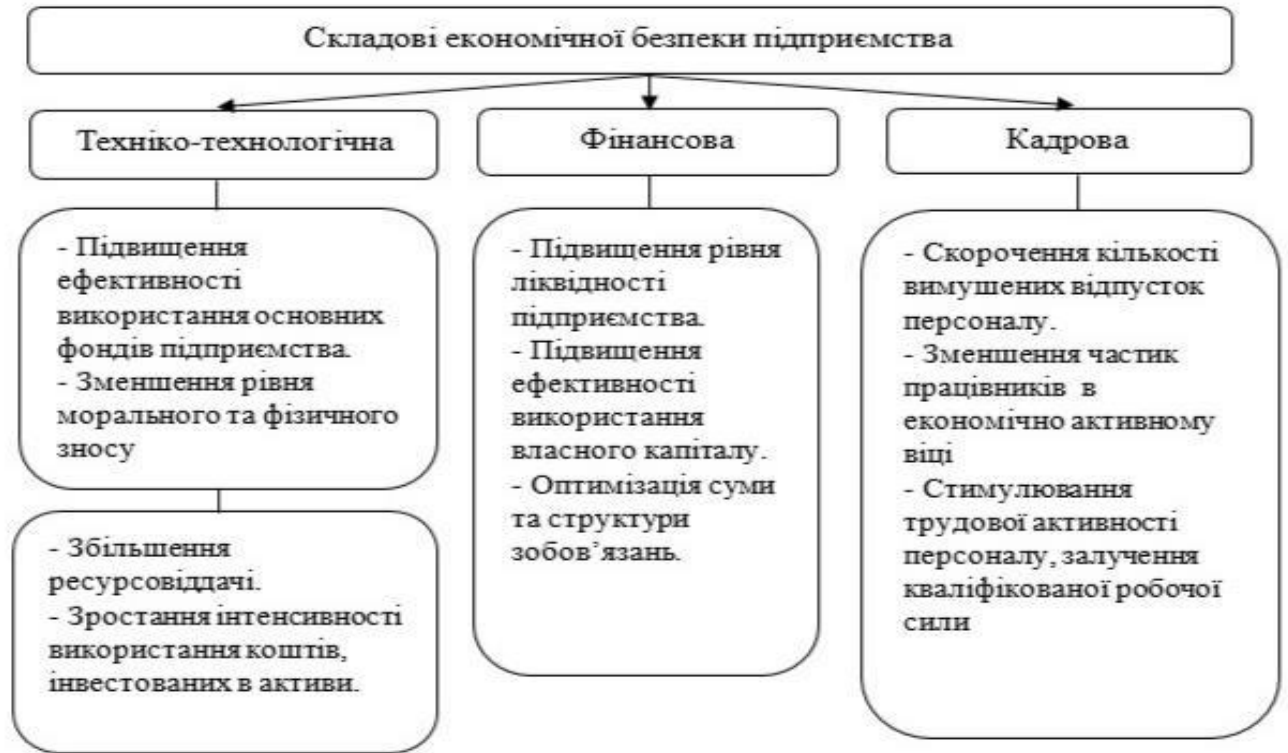 Складові економічної безпеки підприємства
Техніко-технологічна
- Підвищення
ефективності
використання основних
фондів підприємства.
- Зменшення рівня
морального та фізичного
зносу
- Збільшення
ресурсовіддачі.
- Зростання інтенсивності
використання коштів,
інвестованих в активи.
Фінансова
- Підвищення рівня
ліквідності
підприємства.
- Підвищення
ефективності
використання
власного капіталу.
- Оптимізація суми
та структури
зобов’язань.
Кадрова
- Скорочення кількості
вимушених відпусток
персоналу.
- Зменшення частик
працівників в
економічно активному
віці
- Стимулювання
трудової активності
персоналу, залучення
кваліфікованої робочої
сили